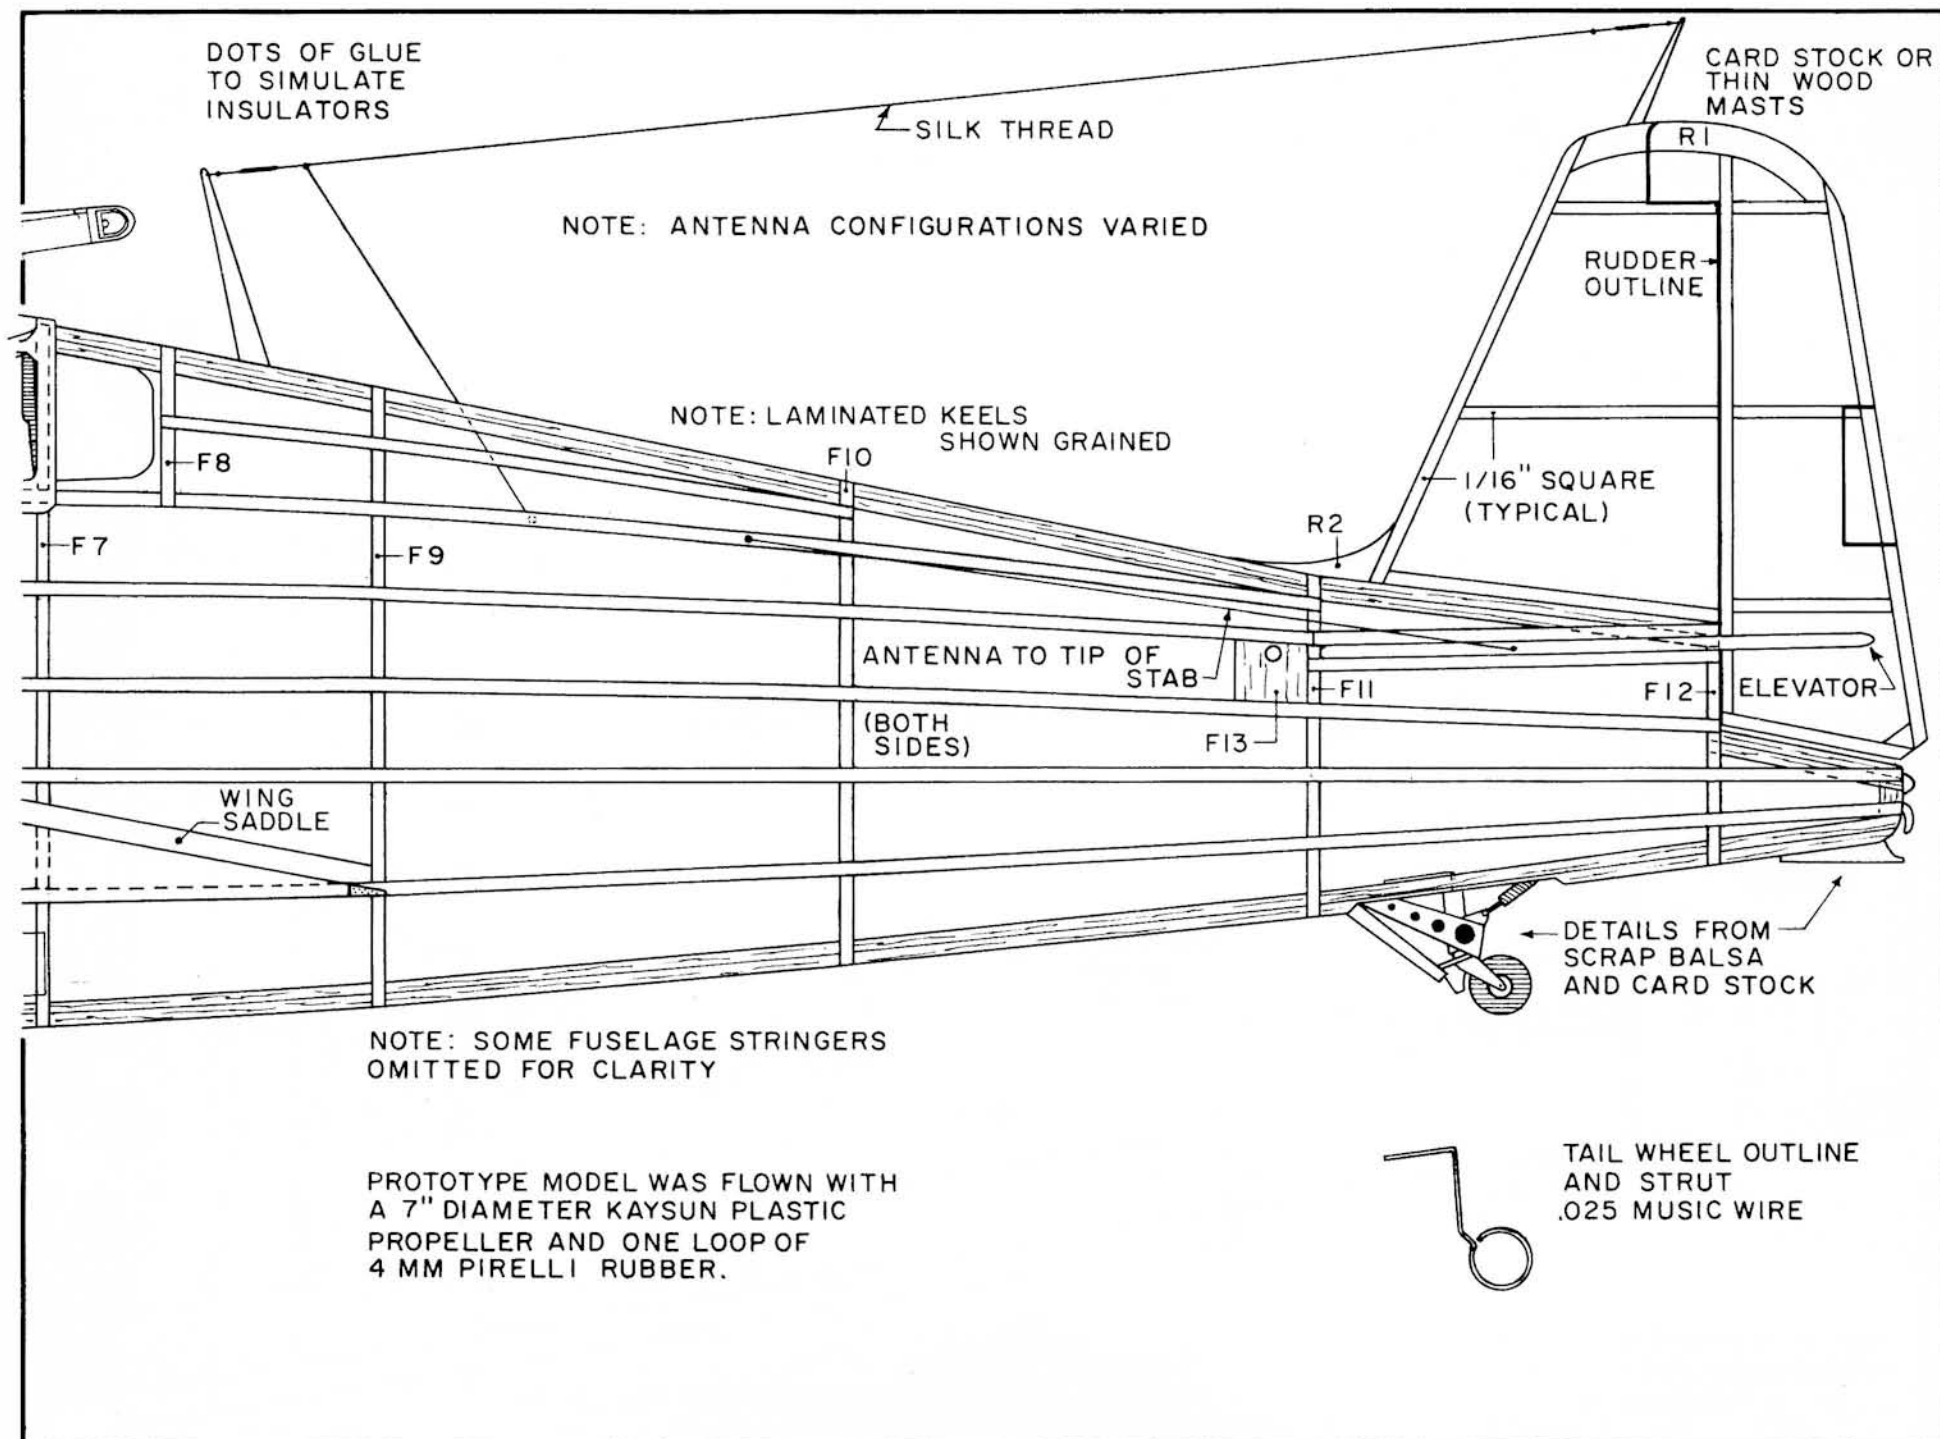 DOTS OF GLUE
TO SIMULATE
INSULATORS
SILK THREAD
CARD STOCK OR
THIN WOOD
MASTS
R1
NOTE: ANTENNA CONFIGURATIONS VARIED
RUDDER
OUTLINE
NOTE: LAMINATED KEELS
SHOWN GRAINED
F8
F10
1/16" SQUARE
(TYPICAL)
R2
F7
F9
ANTENNA TO TIP OF
STAB
(BOTH
SIDES)
F11
F12
ELEVATOR
F13
WING
SADDLE
DETAILS FROM
SCRAP BALSA
AND CARD STOCK
NOTE: SOME FUSELAGE STRINGERS
OMITTED FOR CLARITY
PROTOTYPE MODEL WAS FLOWN WITH
A 7" DIAMETER KAYSUN PLASTIC
PROPELLER AND ONE LOOP OF
4 MM PIRELLI RUBBER.
TAIL WHEEL OUTLINE
AND STRUT
.025 MUSIC WIRE